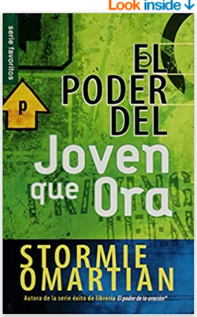 Look inside
serie favoritos
EL
PODER
DEL
p
Joven
que Ora
STORMIE
OMARTIAN
Autora de la serie éxito de librería El poder de la oración®